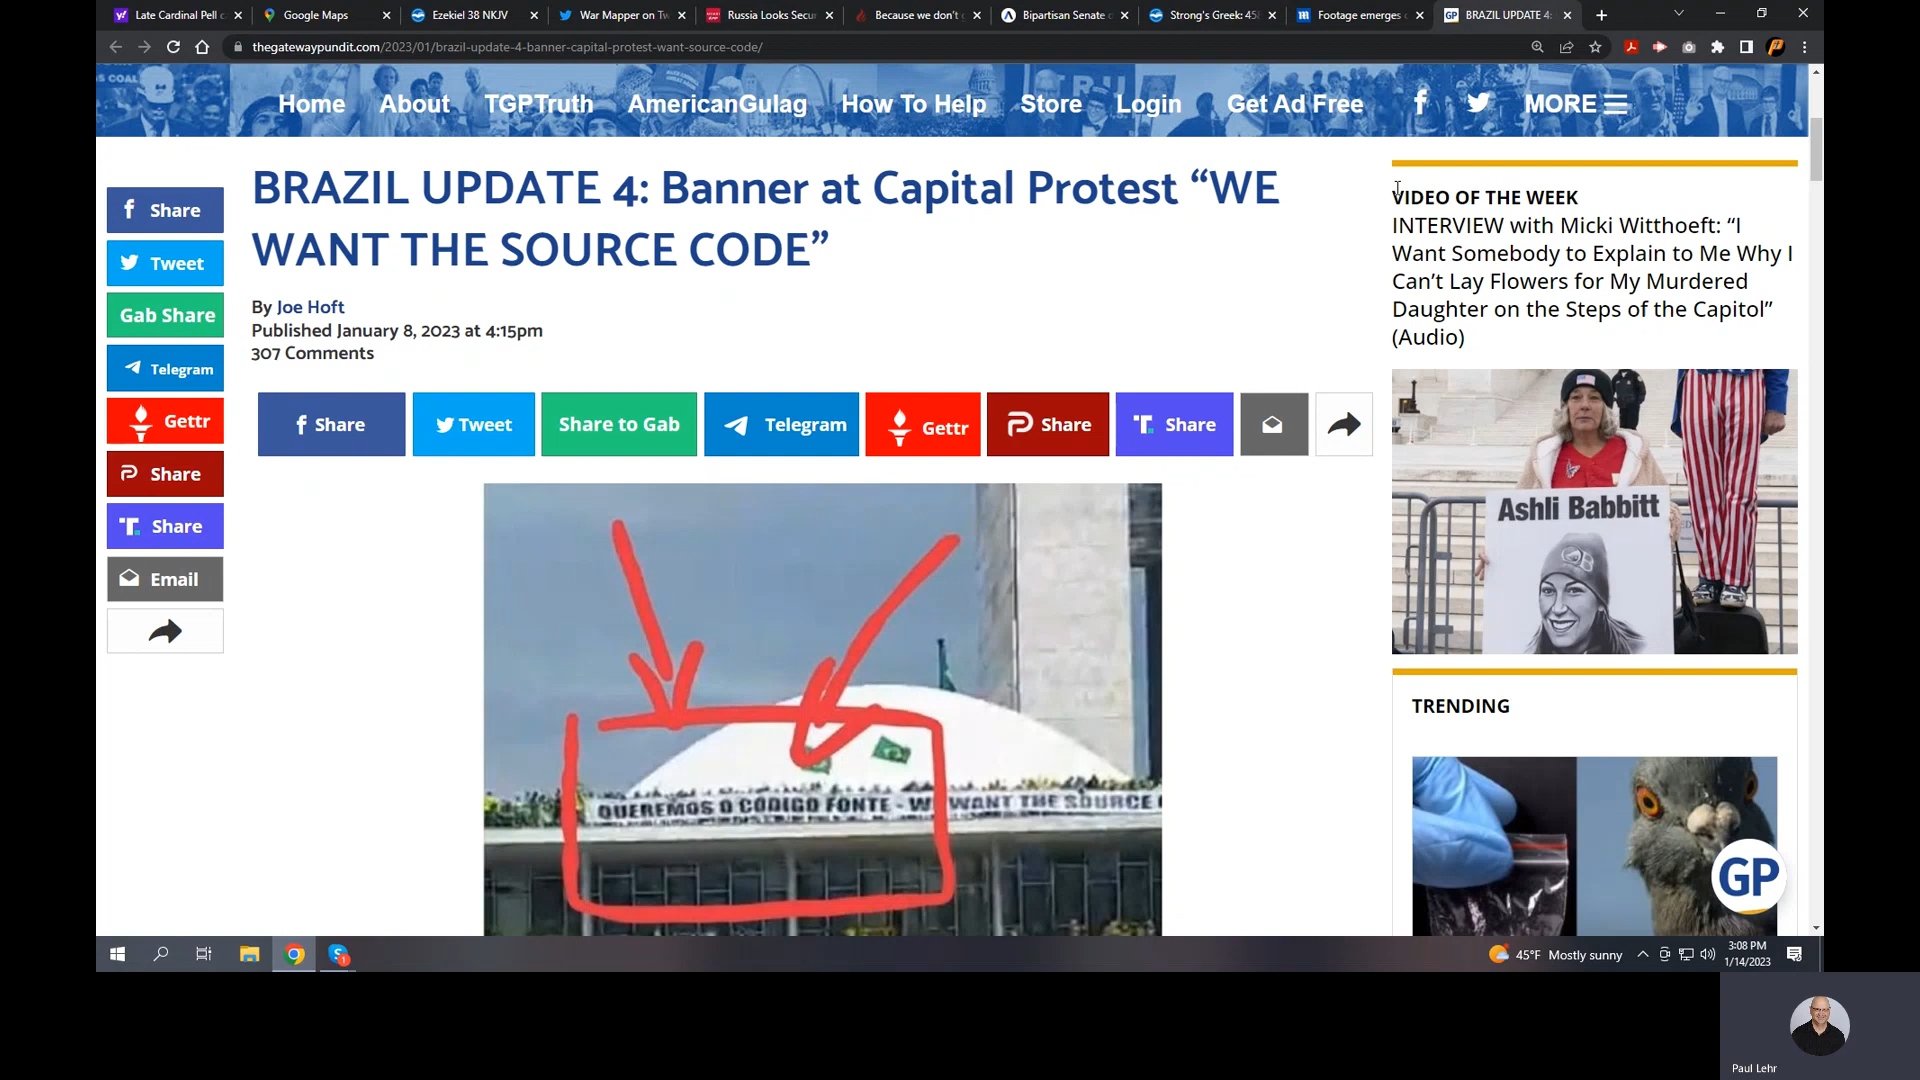 Late Cardinal Pell c
Google Maps
Ezekiel 38 NKJV
War Mapper on Tw
Russia Looks Secu
Because we don't g
Bipartisan Senate c
Strong's Greek: 45
Footage emerges o
GP BRAZIL UPDATE 4:
thegatewaypundit.com/2023/01/brazil-update-4-banner-capital-protest-want-source-code/
Home About TGPTruth AmericanGulag How To Help Store Login Get Ad Free MORE
BRAZIL UPDATE 4: Banner at Capital Protest “WE
WANT THE SOURCE CODE”
By Joe Hoft
Published January 8, 2023 at 4:15pm
307 Comments
Share
Tweet
Gab Share
Telegram
Gettr
Share
Share
Email
Share Tweet Share to Gab Telegram Gettr Share Share
QUEREMOS O CÓDIGO FONTE - WE WANT THE SOURCE
VIDEO OF THE WEEK
INTERVIEW with Micki Witthoeft: “I
Want Somebody to Explain to Me Why I
Can’t Lay Flowers for My Murdered
Daughter on the Steps of the Capitol”
(Audio)
Ashli Babbitt
TRENDING
GP
45°F Mostly sunny
3:08 PM
1/14/2023
Paul Lehr